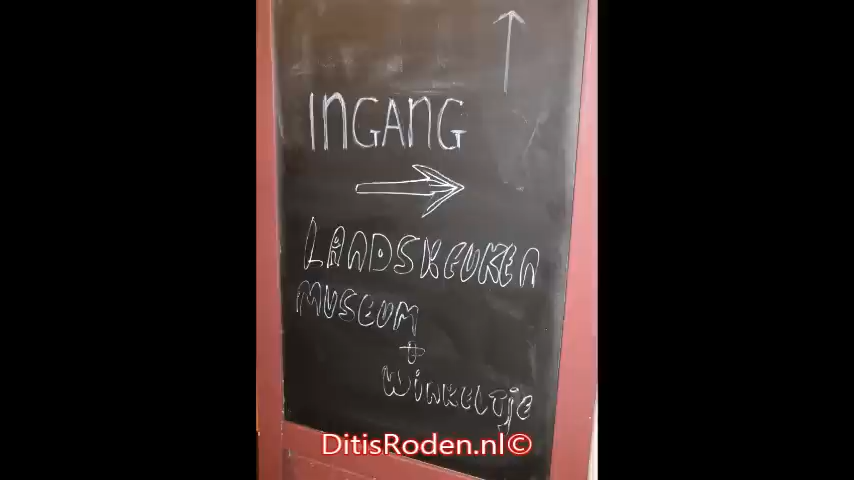 INGANG
LANDSKEUKEN
MUSEUM
+
WINKELTJE
DitisRoden.nl©